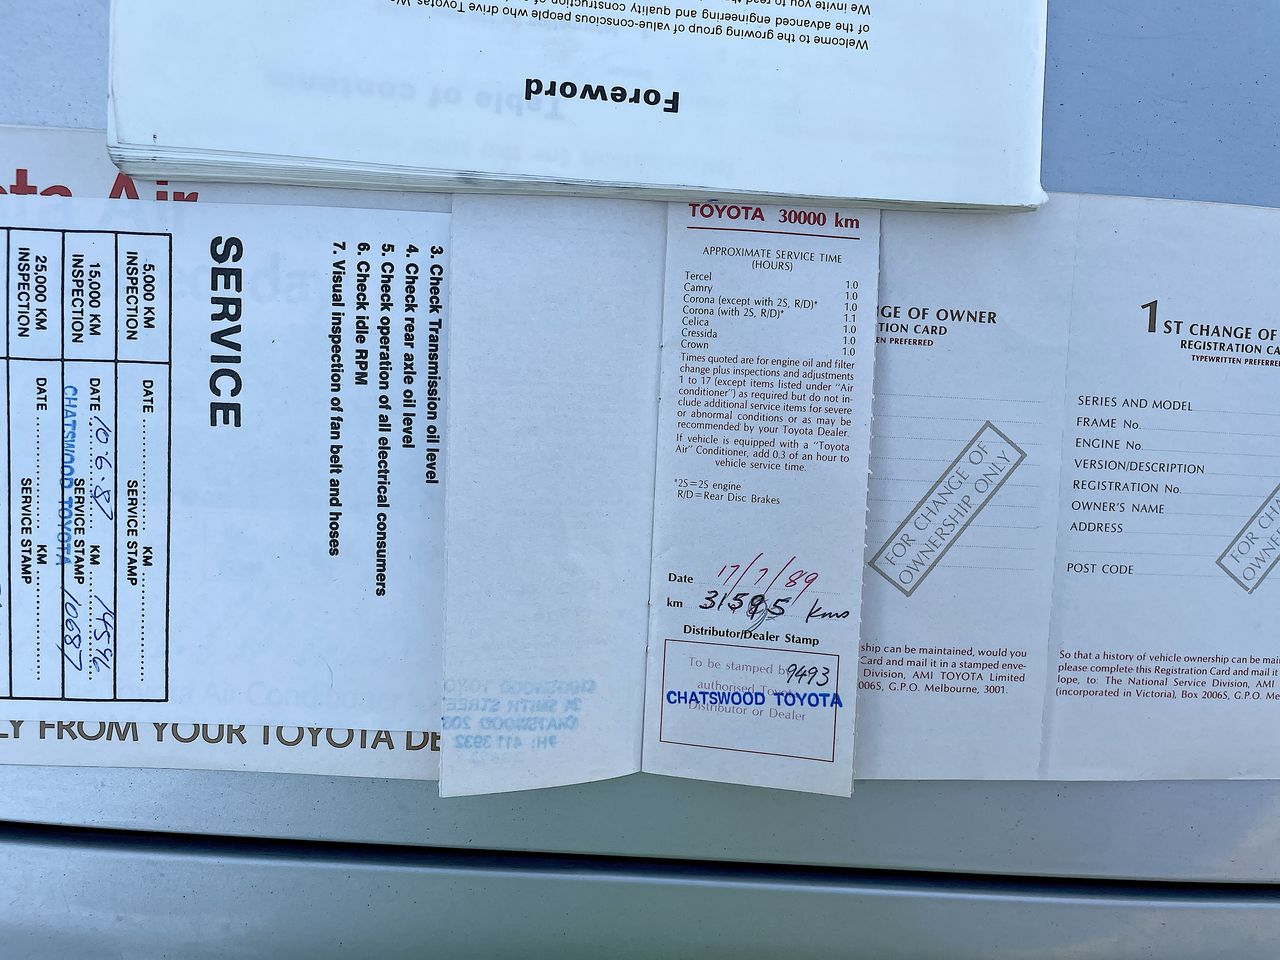 Foreword
Welcome to the growing group of value-conscious people who drive Toyotas. We
of the advanced engineering and quality construction of
We invite you to read
ota Air
SERVICE
3. Check Transmission oil level
4. Check rear axle oil level
5. Check operation of all electrical consumers
6. Check idle RPM
7. Visual inspection of fan belt and hoses
5,000 KM
INSPECTION
DATE
KM
SERVICE STAMP
15,000 KM
INSPECTION
DATE 10·6·87
KM 14596
SERVICE STAMP 10687
CHATSWOOD TOYOTA
25,000 KM
INSPECTION
DATE
KM
SERVICE STAMP
LY FROM YOUR TOYOTA DE
SMITH STREET
CHATSWOOD
PH: 411 3932
TOYOTA 30000 km
APPROXIMATE SERVICE TIME
(HOURS)
Tercel 1.0
Camry 1.0
Corona (except with 2S, R/D)* 1.0
Corona (with 2S, R/D)* 1.1
Celica 1.0
Cressida 1.0
Crown 1.0
Times quoted are for engine oil and filter
change plus inspections and adjustments
1 to 17 (except items listed under "Air
conditioner") as required but do not in-
clude additional service items for severe
or abnormal conditions or as may be
recommended by your Toyota Dealer.
If vehicle is equipped with a "Toyota
Air" Conditioner, add 0.3 of an hour to
vehicle service time.
*2S=2S engine
R/D=Rear Disc Brakes
Date 17/7/89
km 31595 kms
Distributor/Dealer Stamp
To be stamped by
9493
authorised Toyota
CHATSWOOD TOYOTA
Distributor or Dealer
GE OF OWNER
TION CARD
EN PREFERRED
FOR CHANGE OF
OWNERSHIP ONLY
ship can be maintained, would you
Card and mail it in a stamped enve-
Division, AMI TOYOTA Limited
006S, G.P.O. Melbourne, 3001.
1ST CHANGE OF
REGISTRATION CA
TYPEWRITTEN PREFERRE
SERIES AND MODEL
FRAME No.
ENGINE No.
VERSION/DESCRIPTION
REGISTRATION No.
OWNER'S NAME
ADDRESS
POST CODE
FOR CHA
OWNE
So that a history of vehicle ownership can be mai
please complete this Registration Card and mail it
lope, to: The National Service Division, AMI
(incorporated in Victoria), Box 2006S, G.P.O. Me